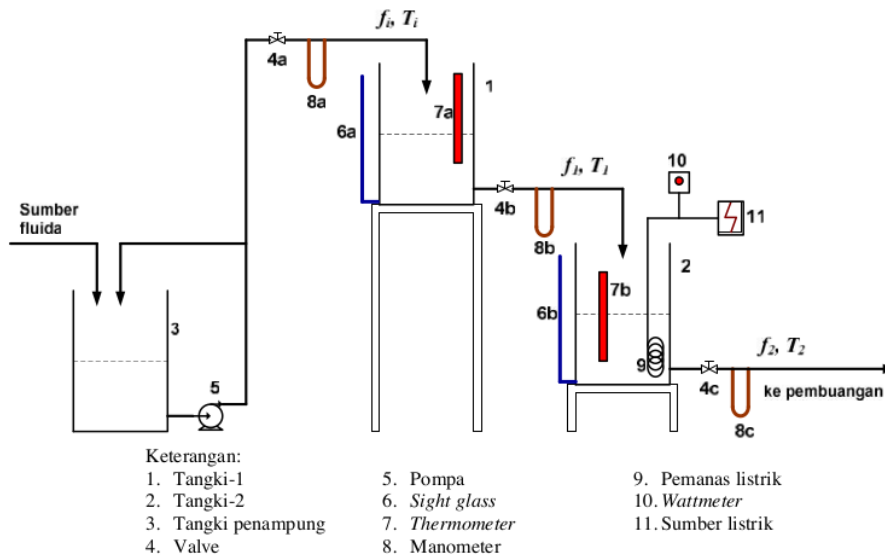 fi, Ti
4a
8a
1
7a
6a
f1, T1
10
4b
11
8b
Sumber
fluida
2
7b
6b
3
9
f2, T2
5
4c
ke pembuangan
8c
Keterangan:
1. Tangki-1
2. Tangki-2
3. Tangki penampung
4. Valve
5. Pompa
6. Sight glass
7. Thermometer
8. Manometer
9. Pemanas listrik
10. Wattmeter
11. Sumber listrik